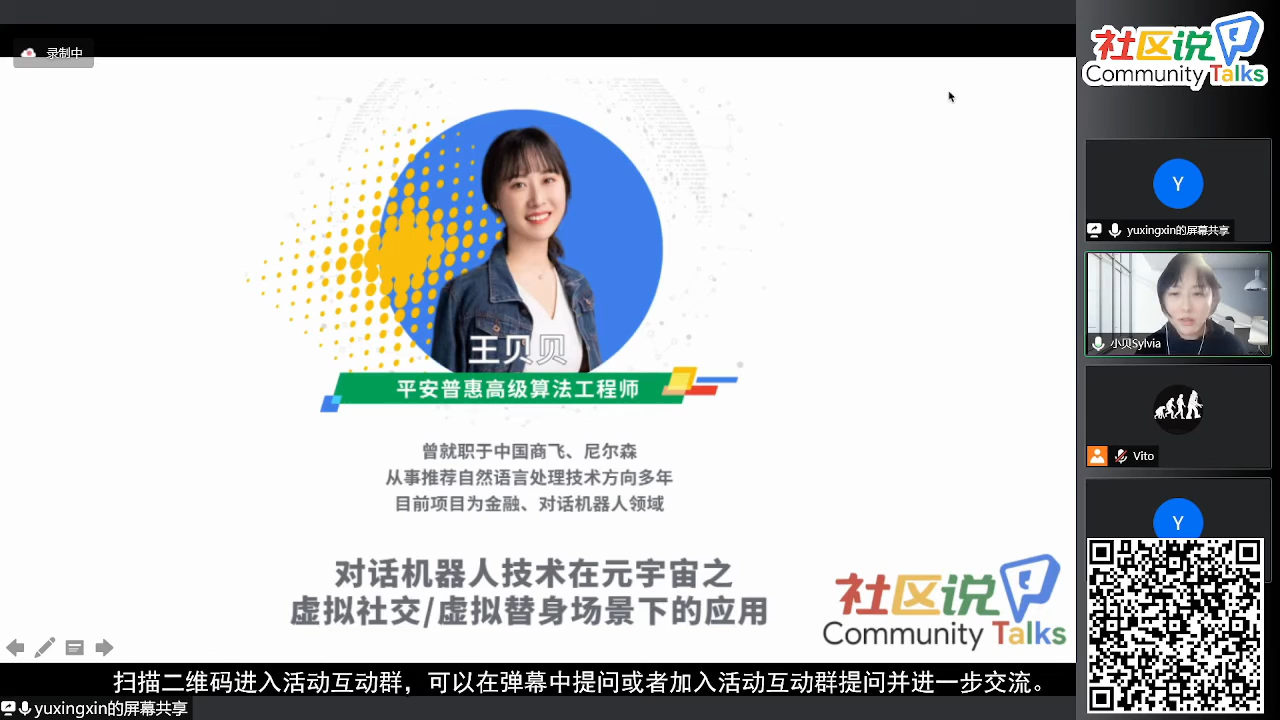 录制中
王贝贝
平安普惠高级算法工程师
曾就职于中国商飞、尼尔森
从事推荐自然语言处理技术方向多年
目前项目为金融、对话机器人领域
对话机器人技术在元宇宙之
虚拟社交/虚拟替身场景下的应用
社区说
Community Talks
扫描二维码进入活动互动群，可以在弹幕中提问或者加入活动互动群提问并进一步交流。
yuxingxin的屏幕共享
社区说
Community Talks
Y
yuxingxin的屏幕共享
小贝Sylvia
Vito
Y